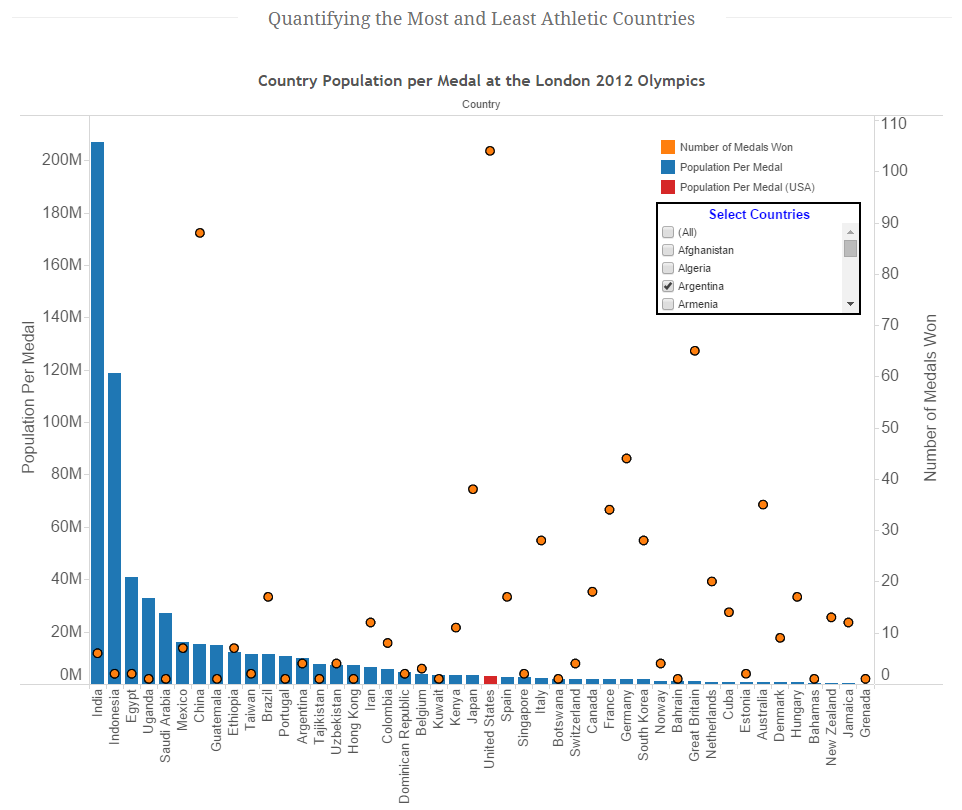 Quantifying the Most and Least Athletic Countries
Country Population per Medal at the London 2012 Olympics
Country
Population Per Medal
200M
180M
160M
140M
120M
100M
80M
60M
40M
20M
0M
110
100
90
80
70
60
50
40
30
20
10
0
Number of Medals Won
Number of Medals Won
Population Per Medal
Population Per Medal (USA)
Select Countries
(All)
Afghanistan
Algeria
Argentina
Armenia
India
Indonesia
Egypt
Uganda
Saudi Arabia
Mexico
China
Guatemala
Ethiopia
Taiwan
Brazil
Portugal
Argentina
Tajikistan
Uzbekistan
Hong Kong
Iran
Colombia
Dominican Republic
Belgium
Kuwait
Kenya
Japan
United States
Spain
Singapore
Italy
Botswana
Switzerland
Canada
France
Germany
South Korea
Norway
Bahrain
Great Britain
Netherlands
Cuba
Estonia
Australia
Denmark
Hungary
Bahamas
New Zealand
Jamaica
Grenada